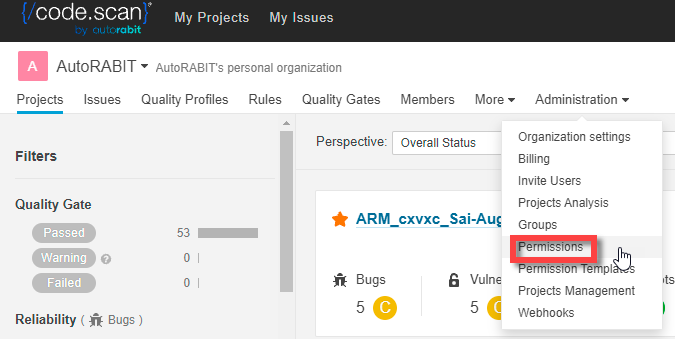 {/code.scan} My Projects My Issues
by autorabit
A AutoRABIT AutoRABIT's personal organization
Projects Issues Quality Profiles Rules Quality Gates Members More Administration
Filters
Perspective: Overall Status
Quality Gate
Passed 53
Warning ? 0
Failed 0
Reliability ( Bugs )
ARM_cxvxc_Sai-Aug
Bugs
5 C
5 C
Organization settings
Billing
Invite Users
Projects Analysis
Groups
Permissions
Permission Templates
Projects Management
Webhooks